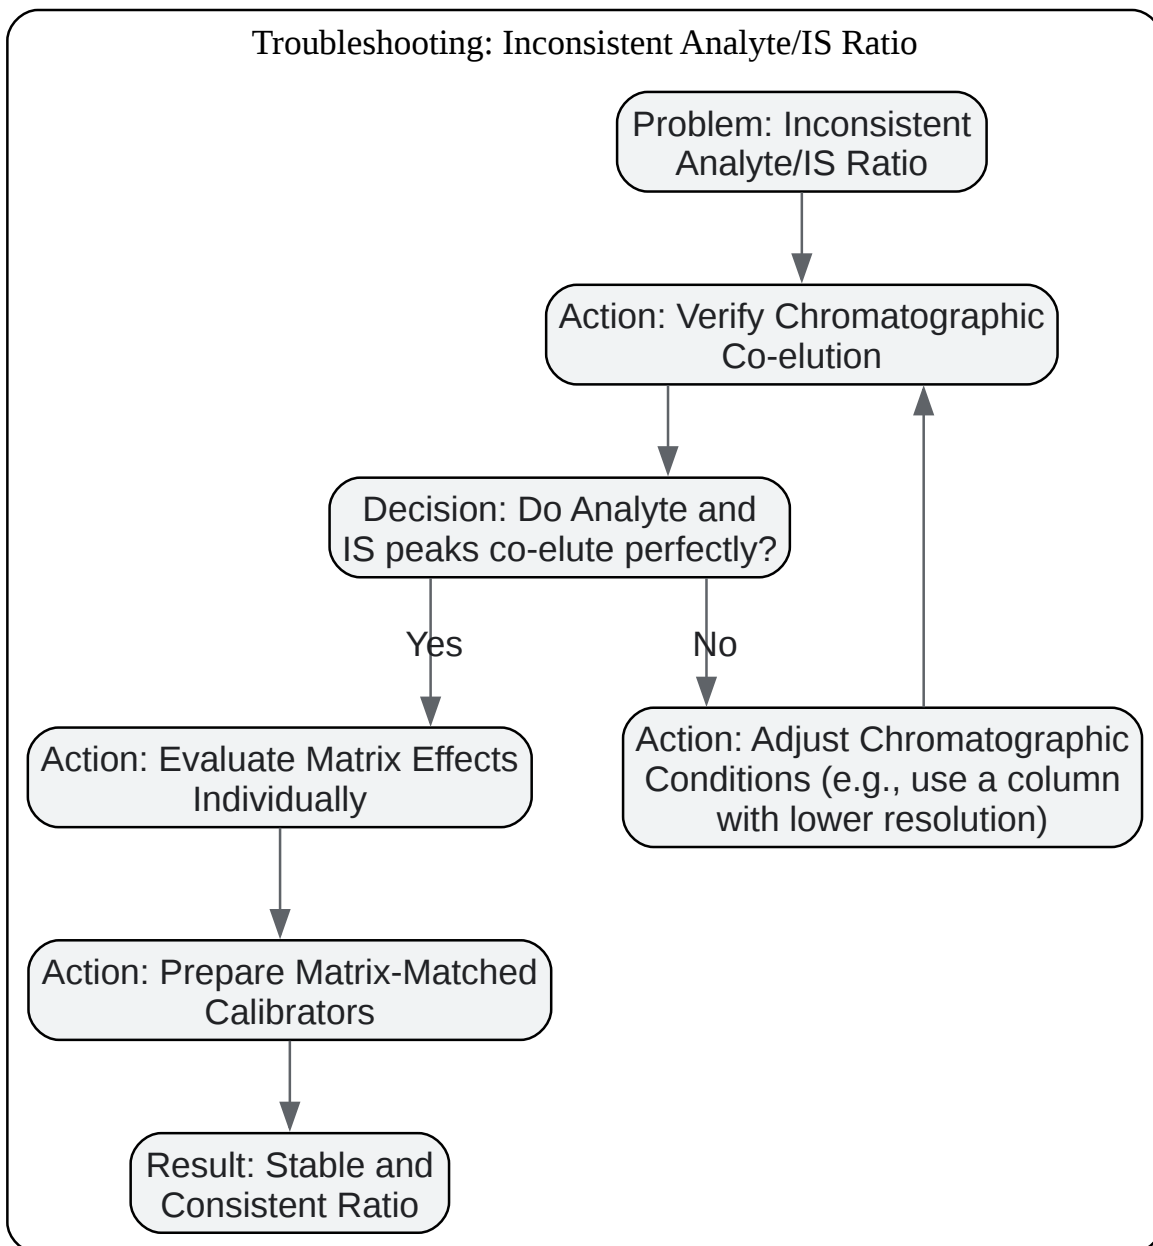 Troubleshooting: Inconsistent Analyte/IS Ratio
Problem: Inconsistent
Analyte/IS Ratio
Action: Verify Chromatographic
Co-elution
Decision: Do Analyte and
IS peaks co-elute perfectly?
Yes
No
Action: Evaluate Matrix Effects
Individually
Action: Adjust Chromatographic
Conditions (e.g., use a column
with lower resolution)
Action: Prepare Matrix-Matched
Calibrators
Result: Stable and
Consistent Ratio